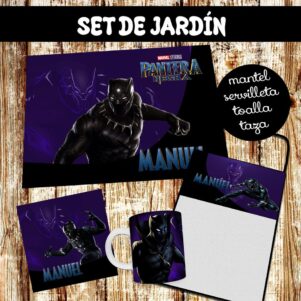 SET DE JARDÍN
mantel
servilleta
toalla
taza
MARVEL STUDIOS
PANTERA
NEGRA
MANUEL
MANUEL
MANUEL